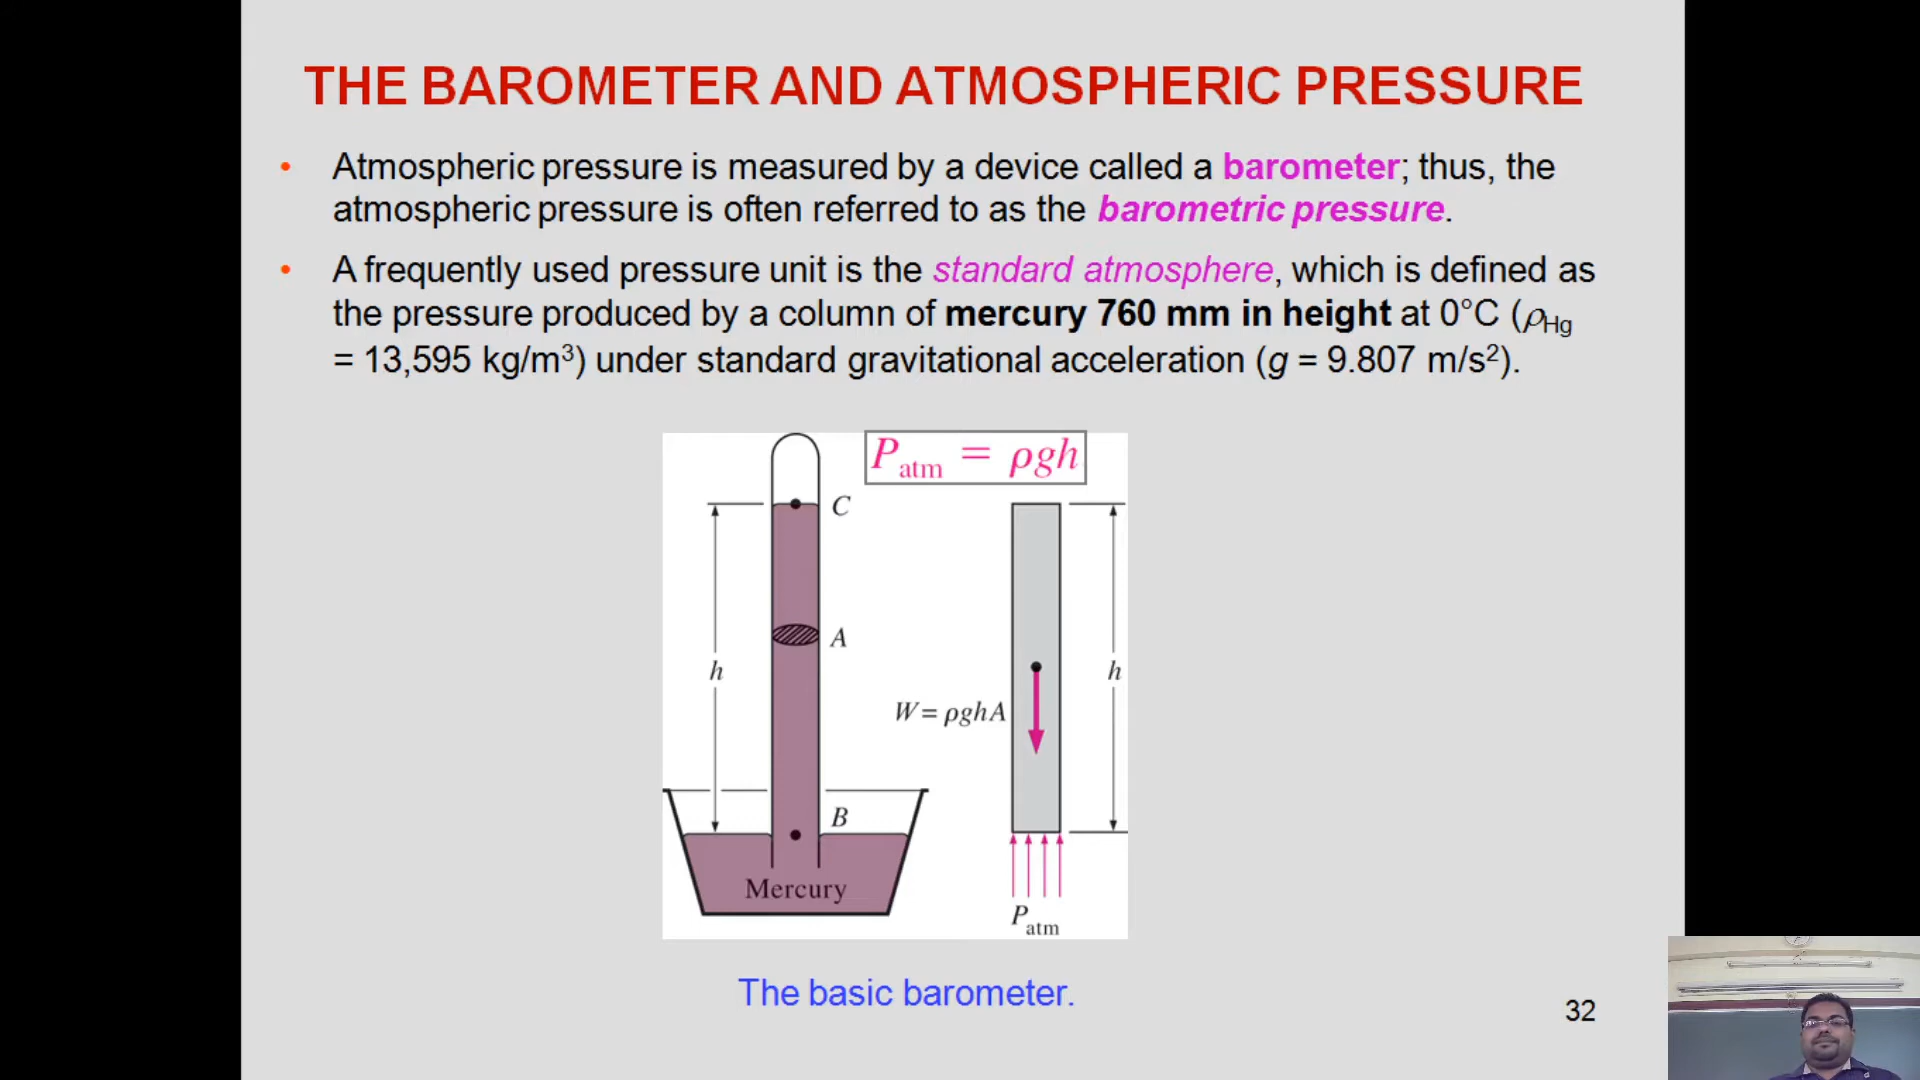 THE BAROMETER AND ATMOSPHERIC PRESSURE
• Atmospheric pressure is measured by a device called a barometer; thus, the
atmospheric pressure is often referred to as the barometric pressure.
• A frequently used pressure unit is the standard atmosphere, which is defined as
the pressure produced by a column of mercury 760 mm in height at 0°C (ρHg
= 13,595 kg/m³) under standard gravitational acceleration (g = 9.807 m/s²).
Patm = ρgh
C
A
h
h
W = ρghA
B
Mercury
Patm
The basic barometer.
32